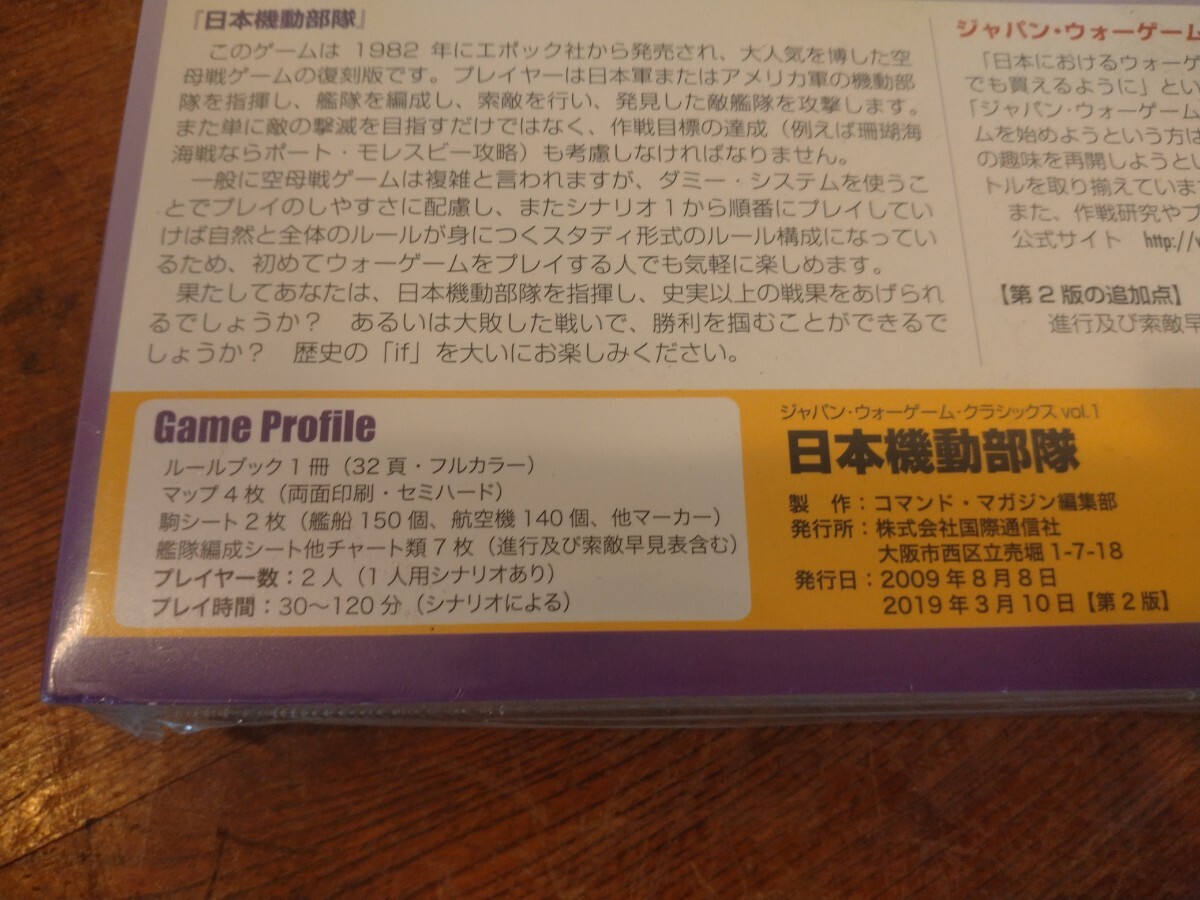 『日本機動部隊』
このゲームは 1982 年にエポック社から発売され、大人気を博した空
母戦ゲームの復刻版です。プレイヤーは日本軍またはアメリカ軍の機動部
隊を指揮し、艦隊を編成し、索敵を行い、発見した敵艦隊を攻撃します。
また単に敵の撃滅を目指すだけではなく、作戦目標の達成（例えば珊瑚海
海戦ならポート・モレスビー攻略）も考慮しなければなりません。
一般に空母戦ゲームは複雑と言われますが、ダミー・システムを使うこ
とでプレイのしやすさに配慮し、またシナリオ1から順番にプレイしてい
けば自然と全体のルールが身につくスタディ形式のルール構成になってい
るため、初めてウォーゲームをプレイする人でも気軽に楽しめます。
果たしてあなたは、日本機動部隊を指揮し、史実以上の戦果をあげられ
るでしょうか？ あるいは大敗した戦いで、勝利を掴むことができるで
しょうか？ 歴史の「if」を大いにお楽しみください。
ジャパン・ウォーゲーム
「日本におけるウォーゲ
でも買えるように」とい
「ジャパン・ウォーゲーム
ムを始めようという方は
の趣味を再開しようとい
トルを取り揃えていま
また、作戦研究やプ
公式サイト http://
【第2版の追加点】
進行及び索敵早
Game Profile
ルールブック1冊（32頁・フルカラー）
マップ4枚（両面印刷・セミハード）
駒シート2枚（艦船150個、航空機140個、他マーカー）
艦隊編成シート他チャート類7枚（進行及び索敵早見表含む）
プレイヤー数：2人（1人用シナリオあり）
プレイ時間：30〜120分（シナリオによる）
ジャパン・ウォーゲーム・クラシックス vol.1
日本機動部隊
製 作：コマンド・マガジン編集部
発行所：株式会社国際通信社
大阪市西区立売堀 1-7-18
発行日：2009年8月8日
2019年3月10日【第2版】